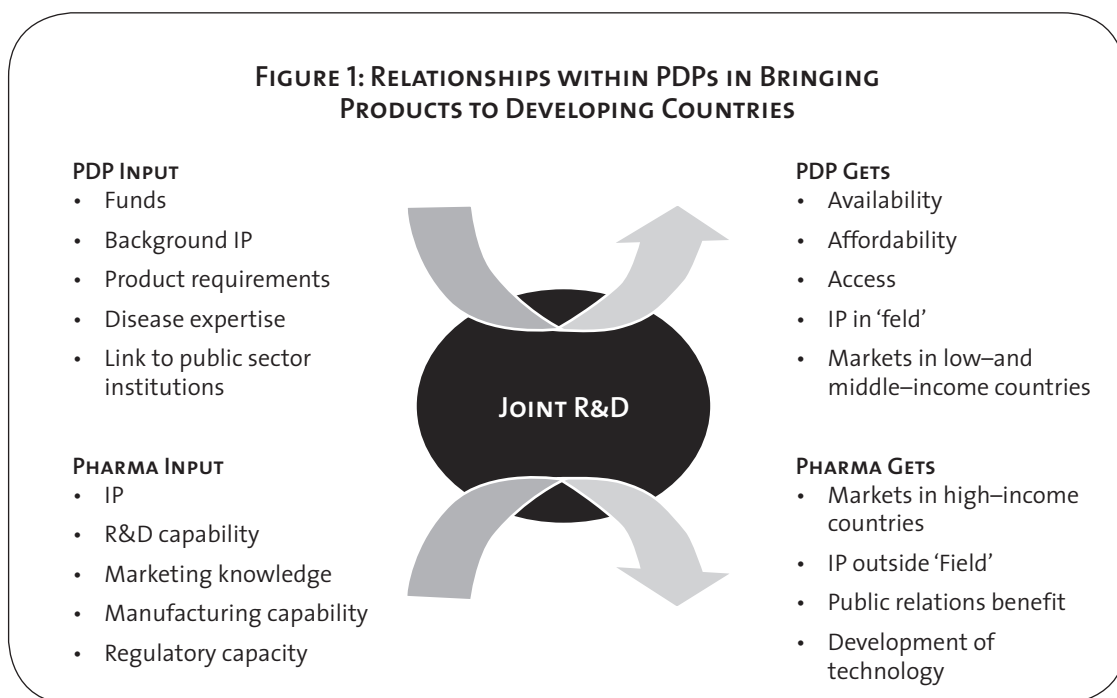 FIGURE 1: RELATIONSHIPS WITHIN PDPS IN BRINGING
PRODUCTS TO DEVELOPING COUNTRIES
PDP INPUT
• Funds
• Background IP
• Product requirements
• Disease expertise
• Link to public sector
institutions
PHARMA INPUT
• IP
• R&D capability
• Marketing knowledge
• Manufacturing capability
• Regulatory capacity
JOINT R&D
PDP GETS
• Availability
• Affordability
• Access
• IP in ‘feld’
• Markets in low–and
middle–income countries
PHARMA GETS
• Markets in high–income
countries
• IP outside ‘Field’
• Public relations benefit
• Development of
technology